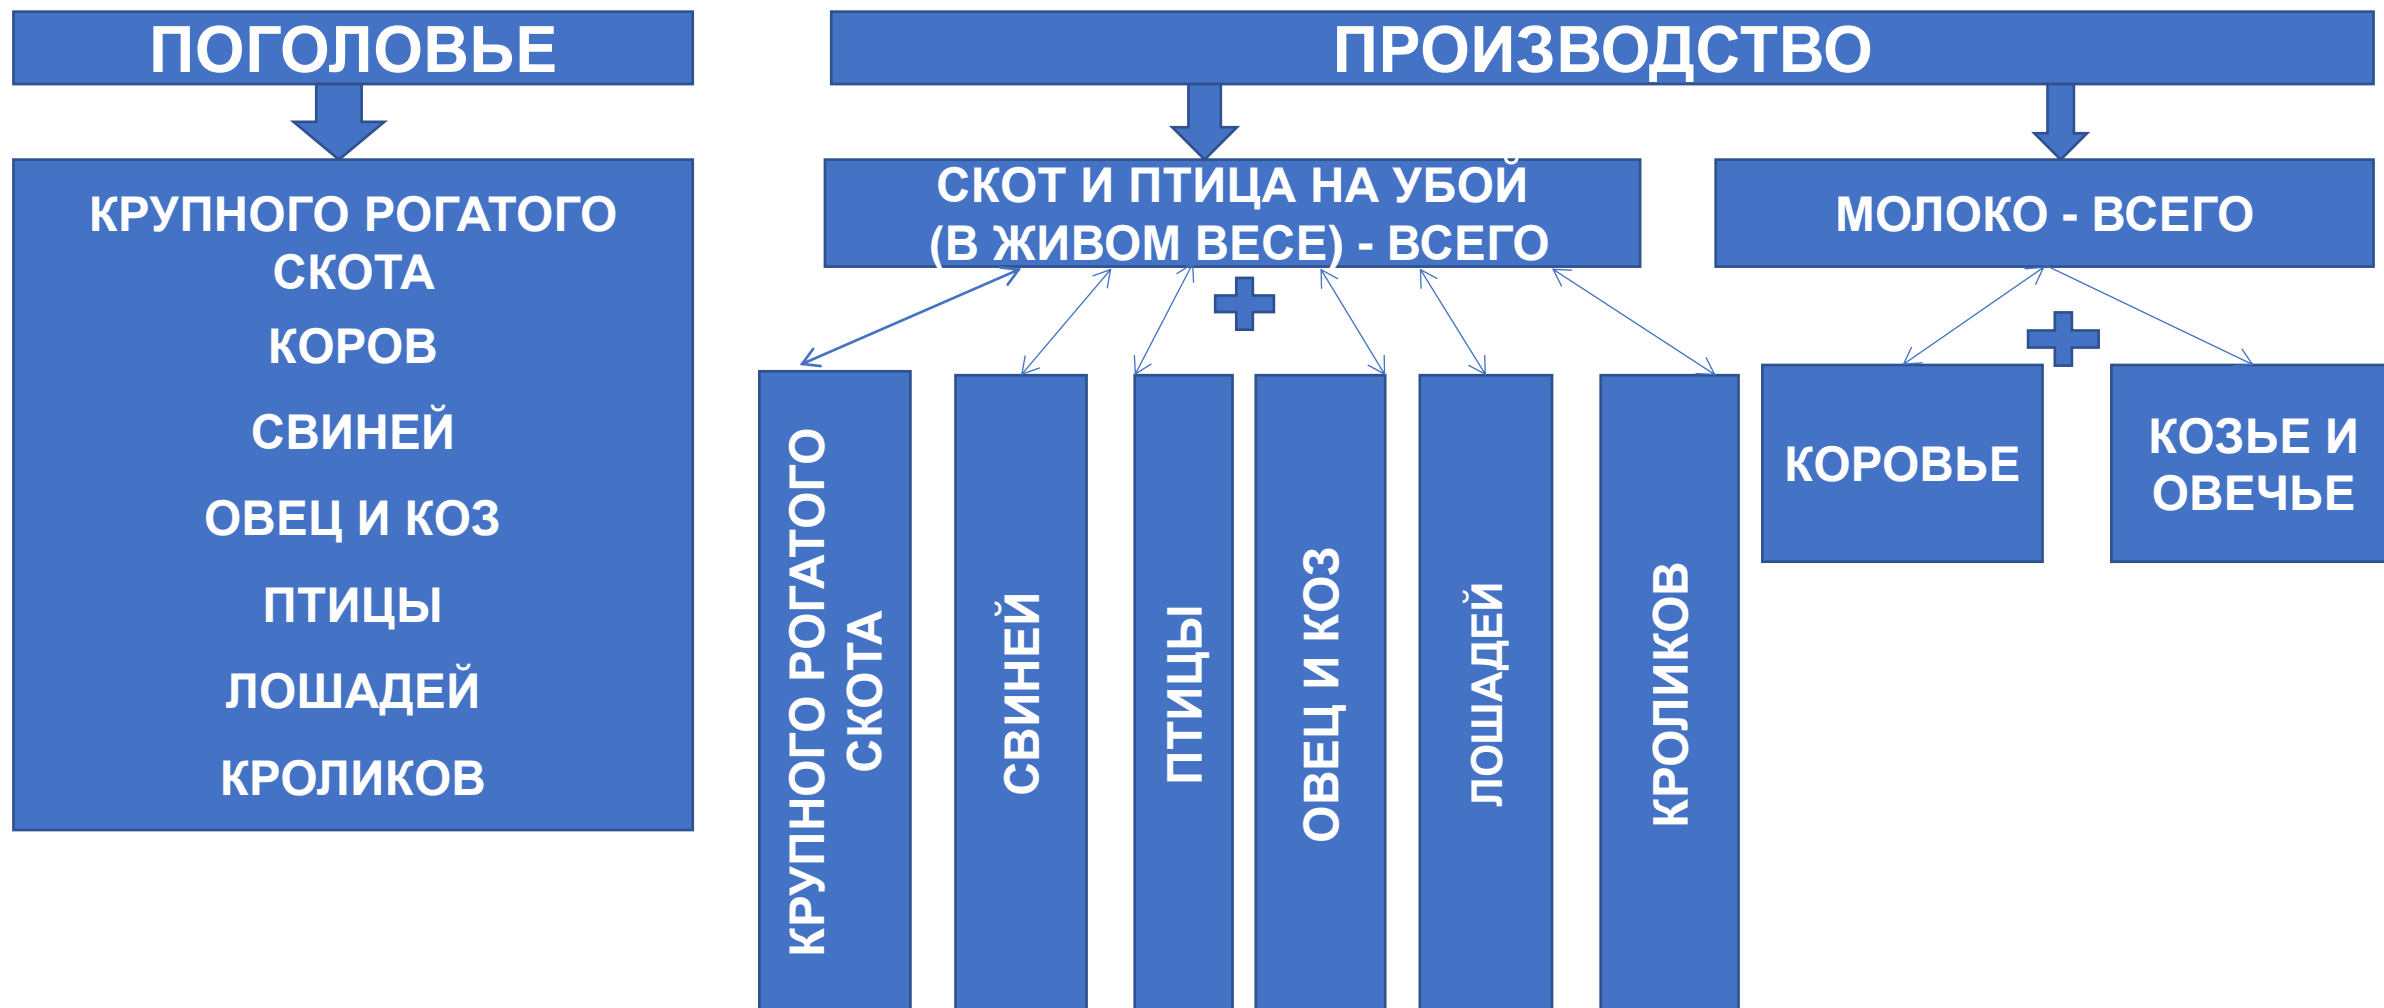 ПОГОЛОВЬЕ
КРУПНОГО РОГАТОГО
СКОТА
КОРОВ
СВИНЕЙ
ОВЕЦ И КОЗ
ПТИЦЫ
ЛОШАДЕЙ
КРОЛИКОВ
ПРОИЗВОДСТВО
СКОТ И ПТИЦА НА УБОЙ
(В ЖИВОМ ВЕСЕ) - ВСЕГО
КРУПНОГО РОГАТОГО
СКОТА
СВИНЕЙ
ПТИЦЫ
ОВЕЦ И КОЗ
ЛОШАДЕЙ
КРОЛИКОВ
МОЛОКО - ВСЕГО
КОРОВЬЕ
КОЗЬЕ И
ОВЕЧЬЕ